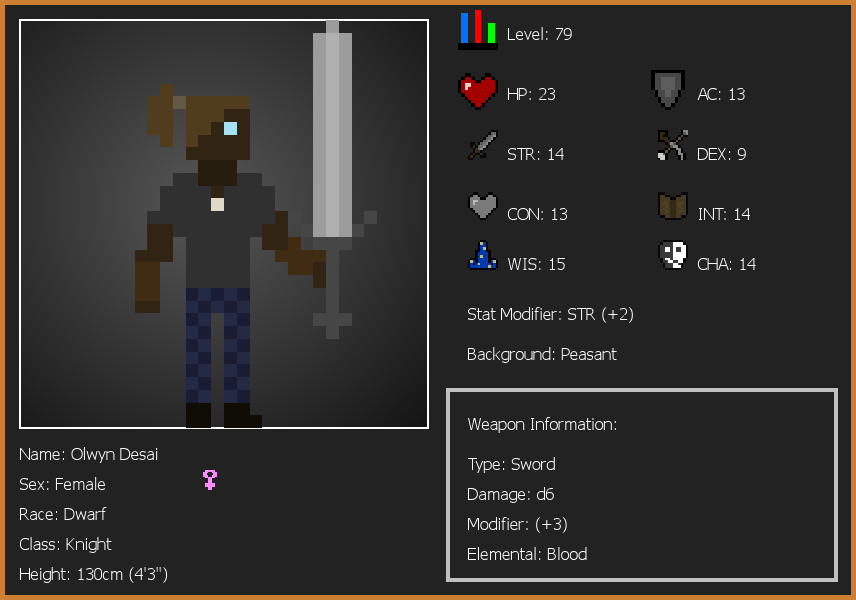 Level: 79
HP: 23
AC: 13
STR: 14
DEX: 9
CON: 13
INT: 14
WIS: 15
CHA: 14
Stat Modifier: STR (+2)
Background: Peasant
Weapon Information:
Type: Sword
Damage: d6
Modifier: (+3)
Elemental: Blood
Name: Olwyn Desai
Sex: Female
Race: Dwarf
Class: Knight
Height: 130cm (4'3")